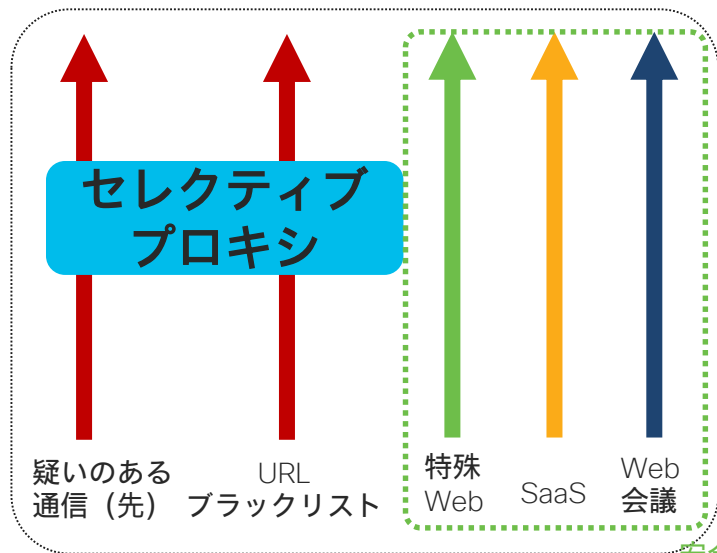 セレクティブ
プロキシ
疑いのある
通信（先）
URL
ブラックリスト
特殊
Web
SaaS
Web
会議